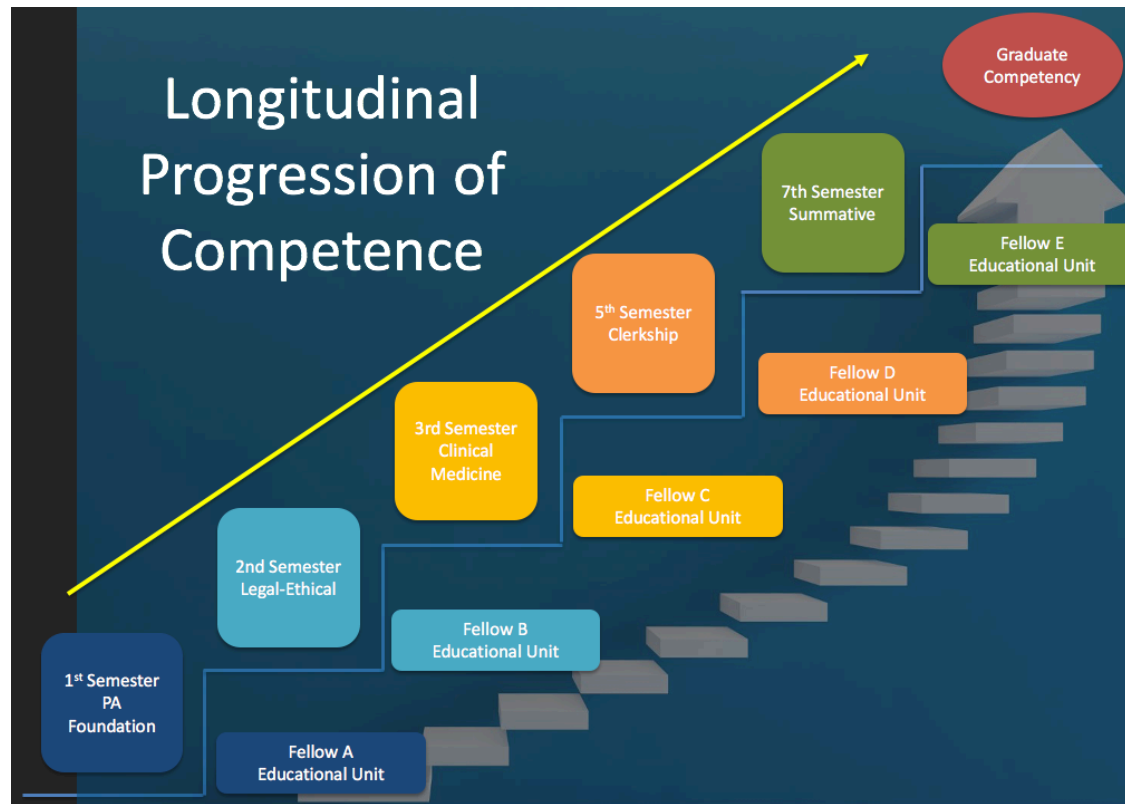 Longitudinal
Progression of
Competence
Graduate
Competency
7th Semester
Summative
Fellow E
Educational Unit
5th Semester
Clerkship
Fellow D
Educational Unit
3rd Semester
Clinical
Medicine
Fellow C
Educational Unit
2nd Semester
Legal-Ethical
Fellow B
Educational Unit
1st Semester
PA
Foundation
Fellow A
Educational Unit